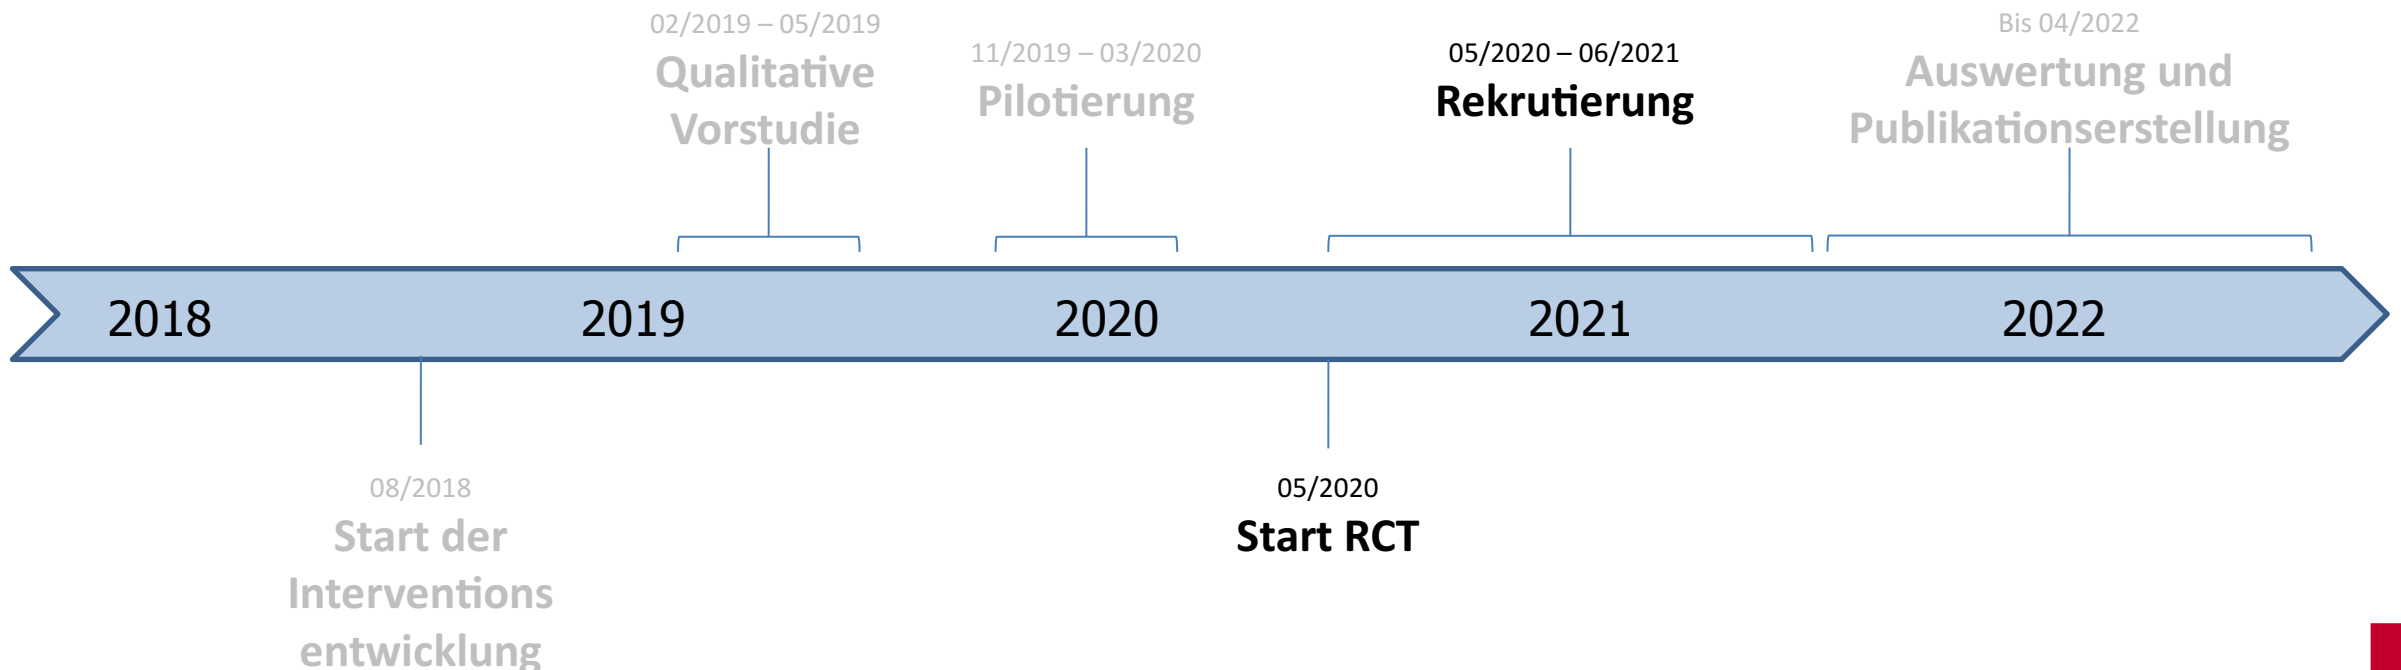 02/2019 – 05/2019
Qualitative
Vorstudie
11/2019 – 03/2020
Pilotierung
05/2020 – 06/2021
Rekrutierung
Bis 04/2022
Auswertung und
Publikationserstellung
2018
2019
2020
2021
2022
08/2018
Start der
Interventions
entwicklung
05/2020
Start RCT